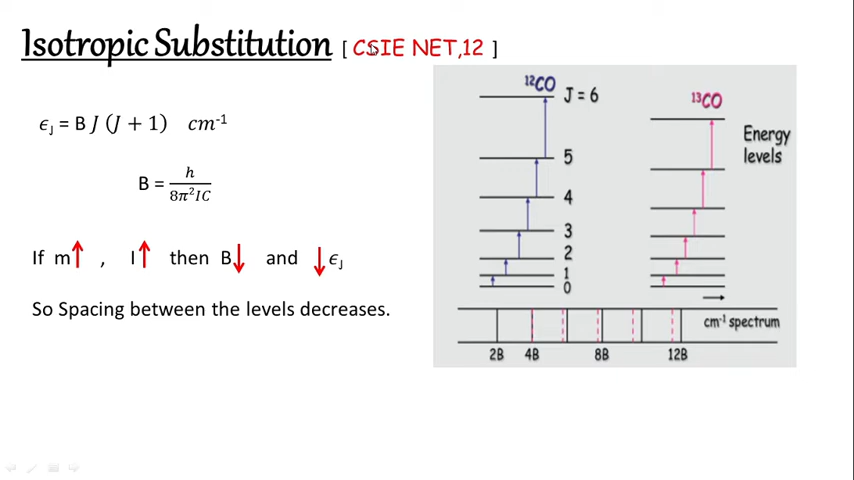 Isotropic Substitution [ CSIE NET,12 ]
ϵJ = B J (J + 1) cm-1
B = h / 8π²IC
If m↑ , I↑ then B↓ and ↓ϵJ
So Spacing between the levels decreases.
12CO
J = 6
5
4
3
2
1
0
13CO
Energy
levels
cm-1 spectrum
2B 4B 8B 12B